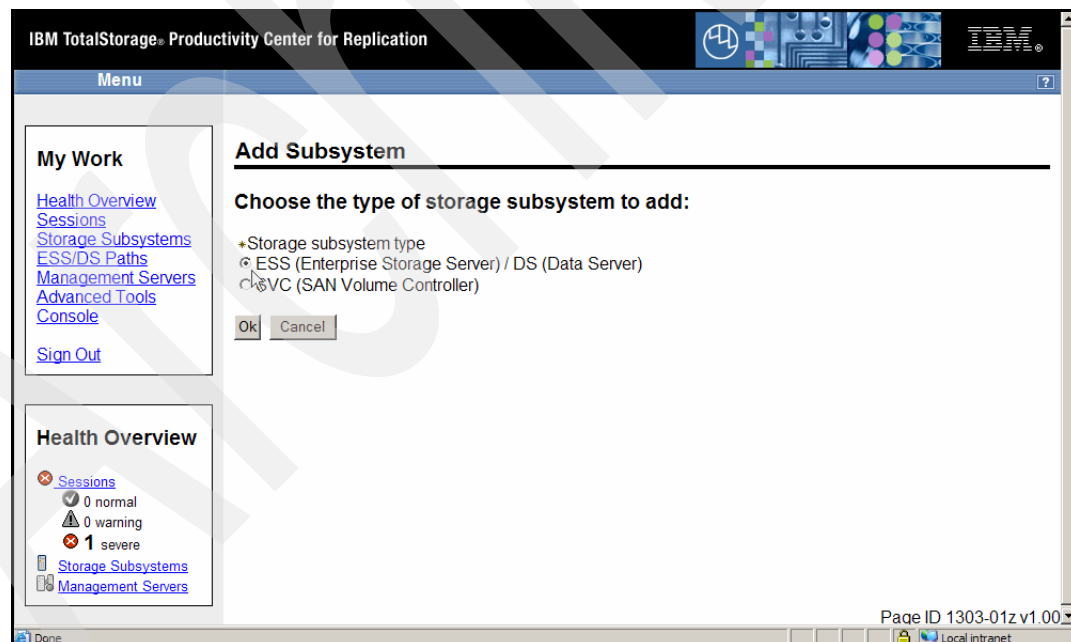 IBM TotalStorage® Productivity Center for Replication
IBM®
Menu
?
My Work
Health Overview
Sessions
Storage Subsystems
ESS/DS Paths
Management Servers
Advanced Tools
Console
Sign Out
Add Subsystem
Choose the type of storage subsystem to add:
*Storage subsystem type
ESS (Enterprise Storage Server) / DS (Data Server)
SVC (SAN Volume Controller)
Ok Cancel
Health Overview
Sessions
0 normal
0 warning
1 severe
Storage Subsystems
Management Servers
Page ID 1303-01z v1.00
Done
Local intranet